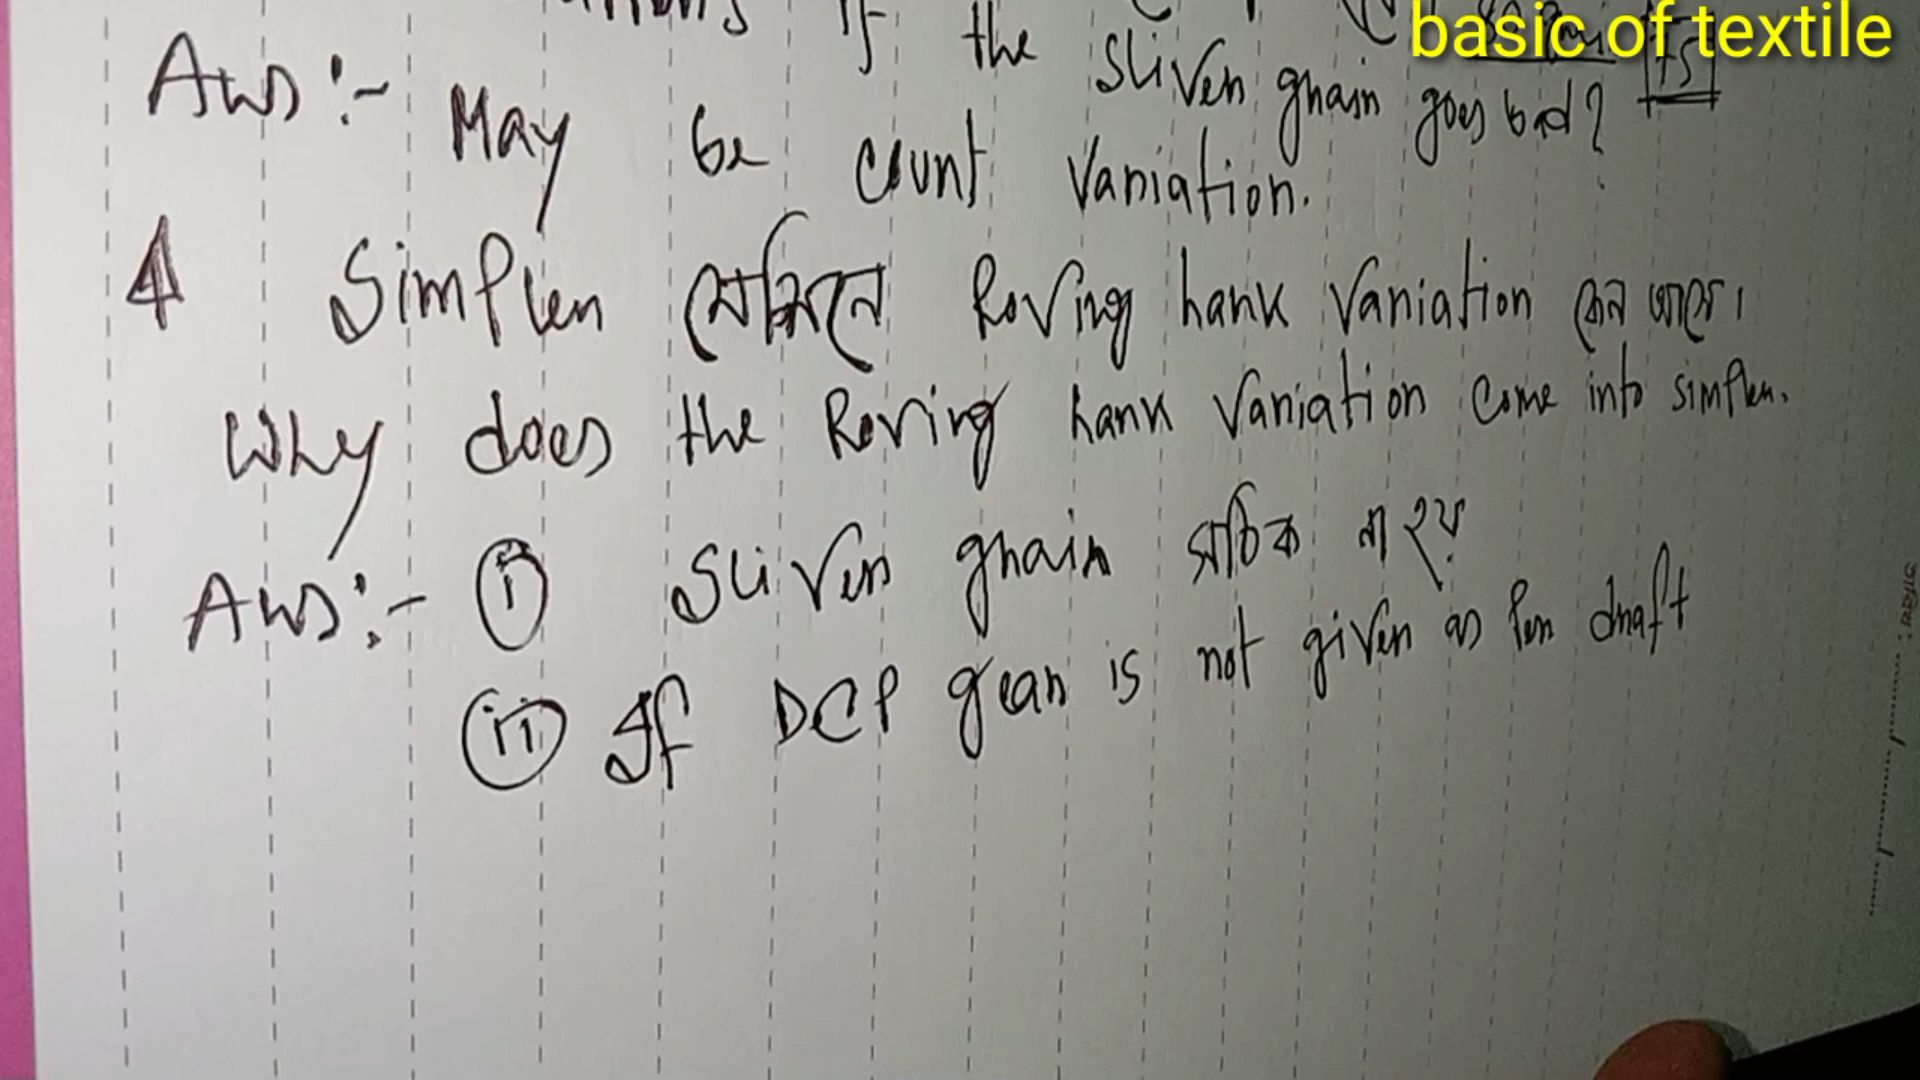 basic of textile
if the sliver grain goes bad?
Ans:- May be count variation.
4 Simplex মেশিনে Roving hank variation কেন আসে।
Why does the Roving hank variation come into simplex.
Ans:- (i) Sliver grain সঠিক না হয়
(ii) If DCP gear is not given as per draft